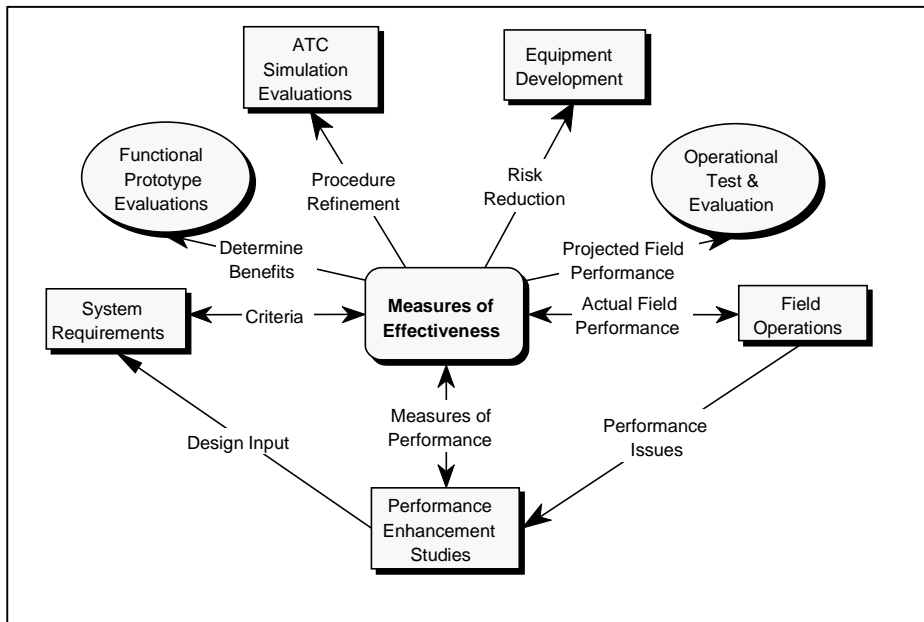 ATC
Simulation
Evaluations
Equipment
Development
Functional
Prototype
Evaluations
Operational
Test &
Evaluation
Procedure
Refinement
Risk
Reduction
Determine
Benefits
Projected Field
Performance
System
Requirements
Criteria
Measures of
Effectiveness
Actual Field
Performance
Field
Operations
Measures of
Performance
Design Input
Performance
Issues
Performance
Enhancement
Studies